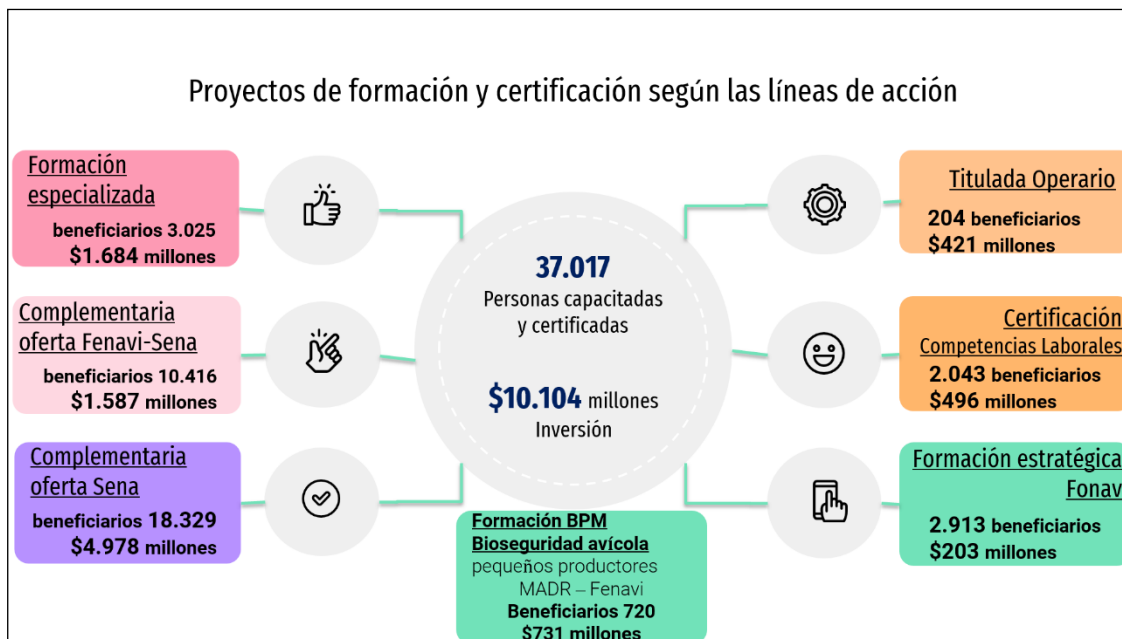 Proyectos de formación y certificación según las líneas de acción
Formación
especializada
beneficiarios 3.025
$1.684 millones
Complementaria
oferta Fenavi-Sena
beneficiarios 10.416
$1.587 millones
Complementaria
oferta Sena
beneficiarios 18.329
$4.978 millones
37.017
Personas capacitadas
y certificadas
$10.104 millones
Inversión
Formación BPM
Bioseguridad avícola
pequeños productores
MADR – Fenavi
Beneficiarios 720
$731 millones
Titulada Operario
204 beneficiarios
$421 millones
Certificación
Competencias Laborales
2.043 beneficiarios
$496 millones
Formación estratégica
Fonav
2.913 beneficiarios
$203 millones